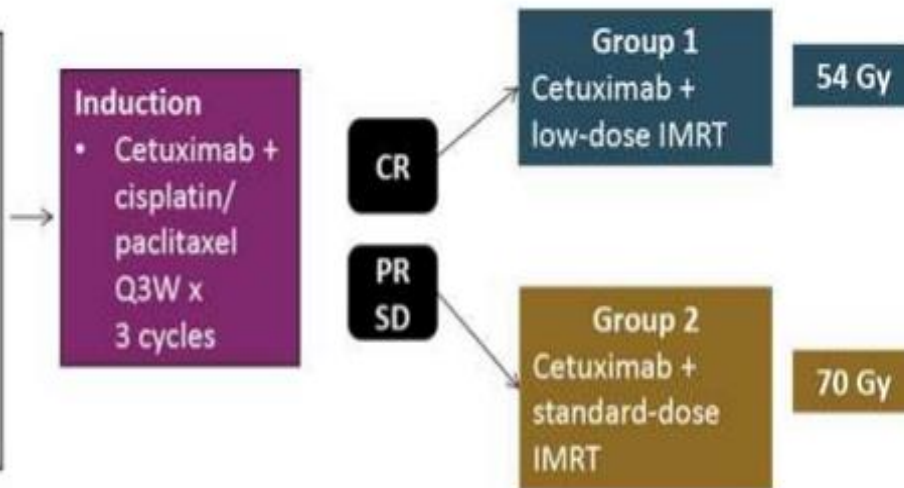 Induction
• Cetuximab +
cisplatin/
paclitaxel
Q3W x
3 cycles
CR
PR
SD
Group 1
Cetuximab +
low-dose IMRT
54 Gy
Group 2
Cetuximab +
standard-dose
IMRT
70 Gy